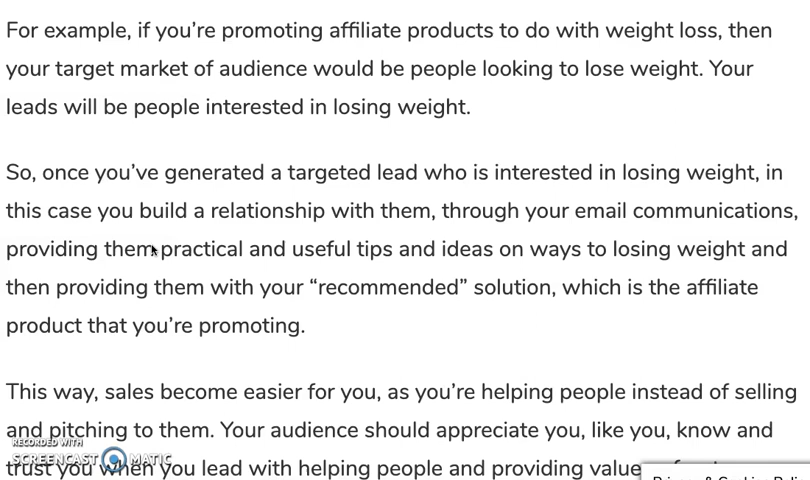 For example, if you're promoting affiliate products to do with weight loss, then
your target market of audience would be people looking to lose weight. Your
leads will be people interested in losing weight.
So, once you've generated a targeted lead who is interested in losing weight, in
this case you build a relationship with them, through your email communications,
providing them practical and useful tips and ideas on ways to losing weight and
then providing them with your “recommended” solution, which is the affiliate
product that you're promoting.
This way, sales become easier for you, as you're helping people instead of selling
and pitching to them. Your audience should appreciate you, like you, know and
RECORDED WITH
SCREENCAST MATIC
trust you when you lead with helping people and providing value